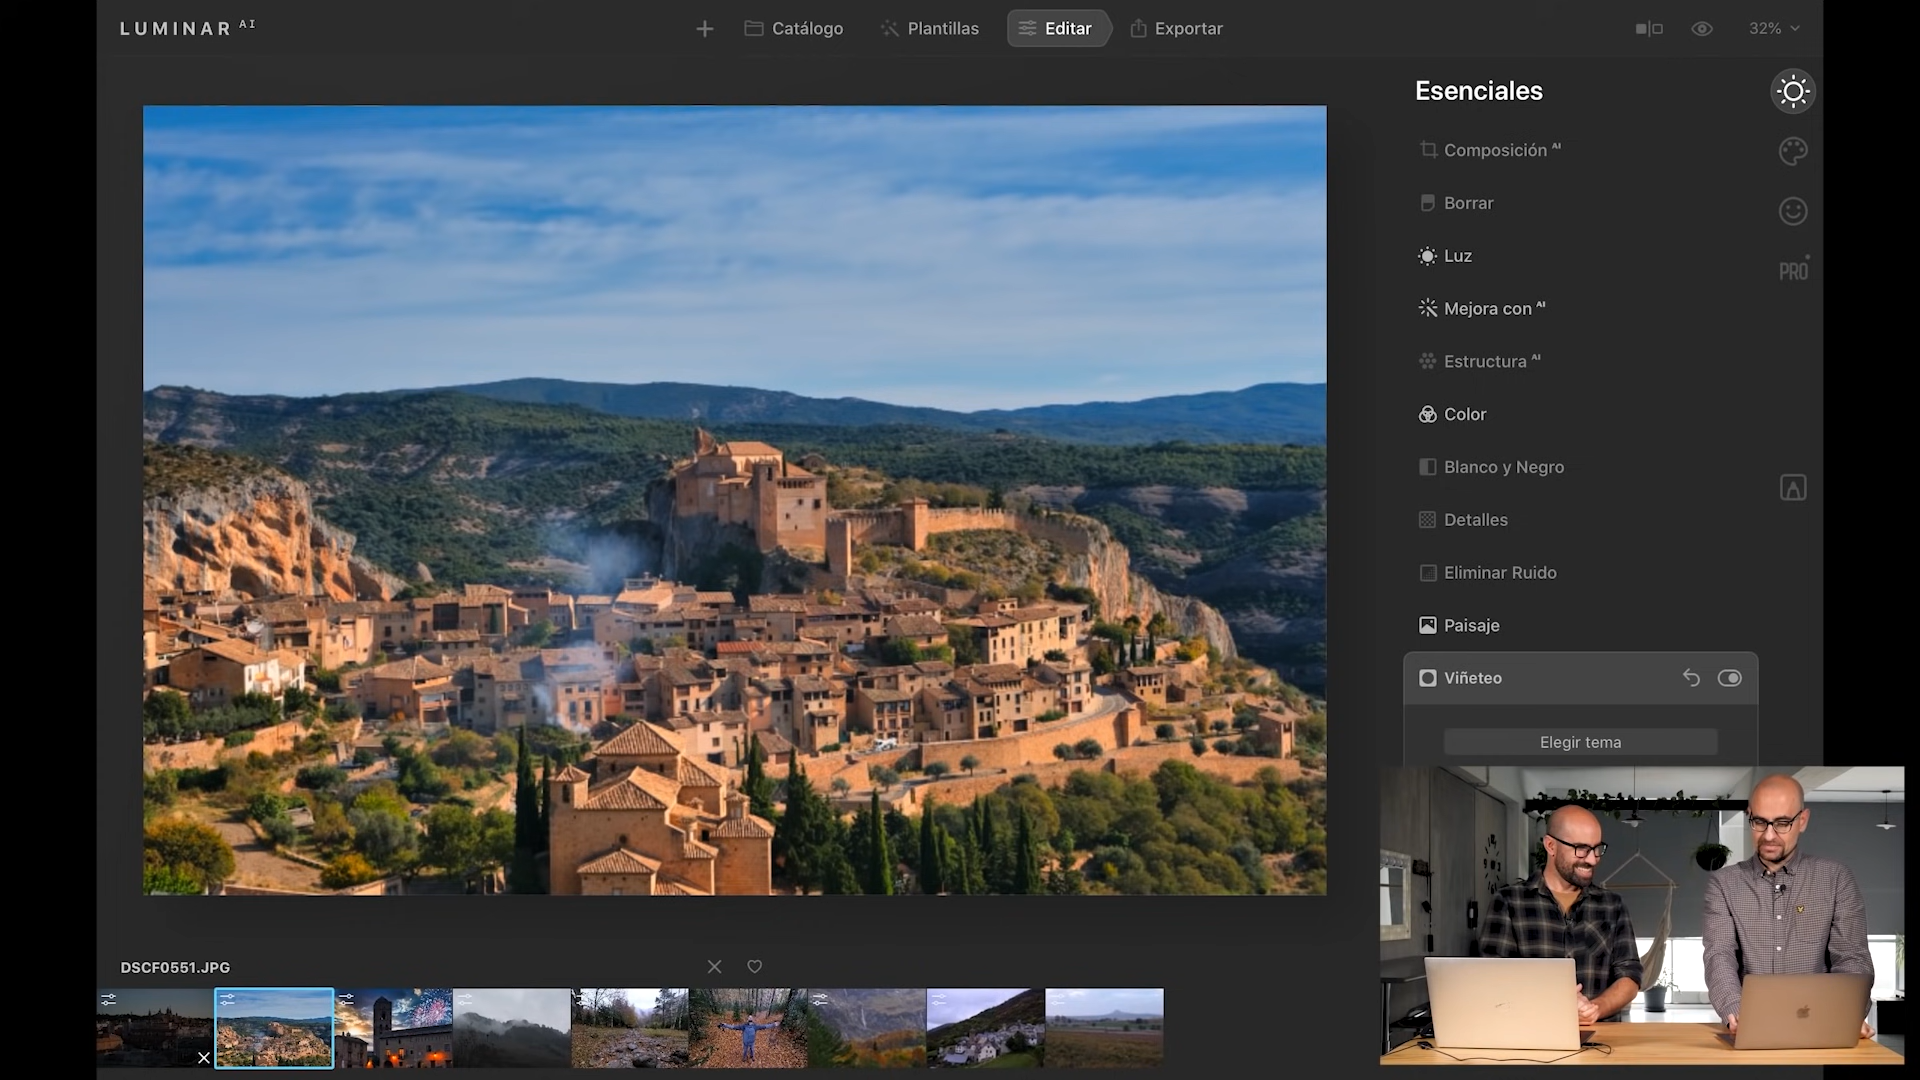 LUMINAR AI
Catálogo
Plantillas
Editar
Exportar
32%
Esenciales
Composición AI
Borrar
Luz
PRO
Mejora con AI
Estructura AI
Color
Blanco y Negro
Detalles
Eliminar Ruido
Paisaje
Viñeteo
Elegir tema
DSCF0551.JPG